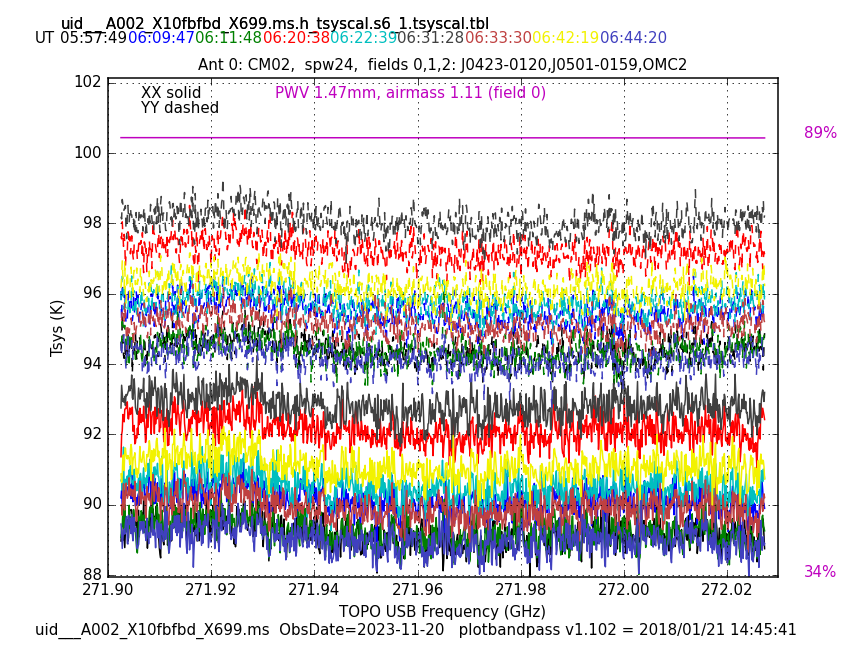 uid___A002_X10fbfbd_X699.ms.h_tsyscal.s6_1.tsyscal.tbl
UT 05:57:49 06:09:47 06:11:48 06:20:38 06:22:39 06:31:28 06:33:30 06:42:19 06:44:20
Ant 0: CM02,  spw24,  fields 0,1,2: J0423-0120,J0501-0159,OMC2
XX solid
YY dashed
PWV 1.47mm, airmass 1.11 (field 0)
89%
34%
102
100
98
96
94
92
90
88
Tsys (K)
271.90 271.92 271.94 271.96 271.98 272.00 272.02
TOPO USB Frequency (GHz)
uid___A002_X10fbfbd_X699.ms  ObsDate=2023-11-20   plotbandpass v1.102 = 2018/01/21 14:45:41